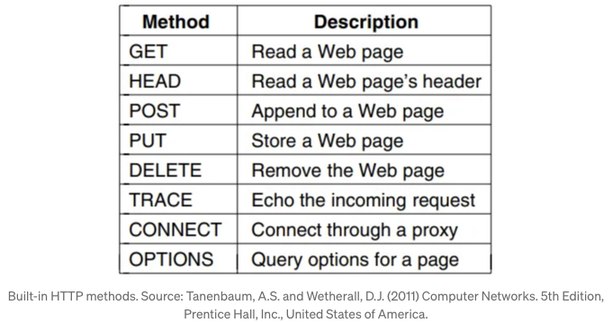 Method Description
GET Read a Web page
HEAD Read a Web page's header
POST Append to a Web page
PUT Store a Web page
DELETE Remove the Web page
TRACE Echo the incoming request
CONNECT Connect through a proxy
OPTIONS Query options for a page
Built-in HTTP methods. Source: Tanenbaum, A.S. and Wetherall, D.J. (2011) Computer Networks. 5th Edition,
Prentice Hall, Inc., United States of America.